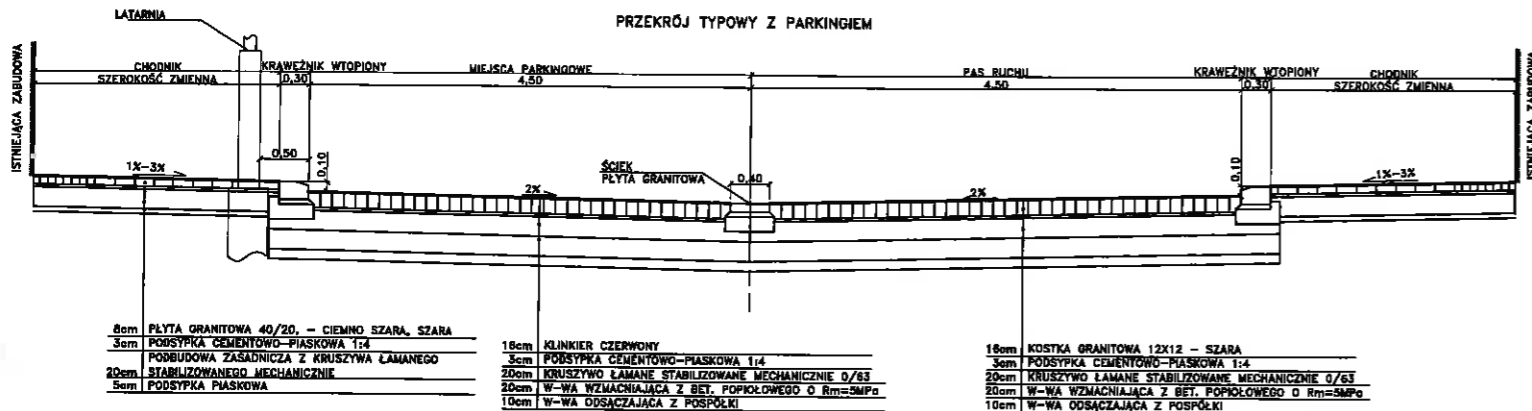 PRZEKRÓJ TYPOWY Z PARKINGIEM
LATARNIA
ISTNIEJĄCA ZABUDOWA
CHODNIK
SZEROKOŚĆ ZMIENNA
KRAWĘŻNIK WTOPIONY
0,30
MIEJSCA PARKINGOWE
4,50
PAS RUCHU
4,50
KRAWĘŻNIK WTOPIONY
0,30
CHODNIK
SZEROKOŚĆ ZMIENNA
ISTNIEJĄCA ZABUDOWA
0,50
0,10
1%-3%
2%
ŚCIEK
PŁYTA GRANITOWA
0,40
2%
0,10
1%-3%
8cm PŁYTA GRANITOWA 40/20, - CIEMNO SZARA, SZARA
3cm PODSYPKA CEMENTOWO-PIASKOWA 1:4
PODBUDOWA ZASADNICZA Z KRUSZYWA ŁAMANEGO
20cm STABILIZOWANEGO MECHANICZNIE
5cm PODSYPKA PIASKOWA
16cm KLINKIER CZERWONY
3cm PODSYPKA CEMENTOWO-PIASKOWA 1:4
20cm KRUSZYWO ŁAMANE STABILIZOWANE MECHANICZNIE 0/63
20cm W-WA WZMACNIAJĄCA Z BET. POPIOŁOWEGO O Rm=5MPa
10cm W-WA ODSĄCZAJĄCA Z POSPÓŁKI
16cm KOSTKA GRANITOWA 12X12 - SZARA
3cm PODSYPKA CEMENTOWO-PIASKOWA 1:4
20cm KRUSZYWO ŁAMANE STABILIZOWANE MECHANICZNIE 0/63
20cm W-WA WZMACNIAJĄCA Z BET. POPIOŁOWEGO O Rm=5MPa
10cm W-WA ODSĄCZAJĄCA Z POSPÓŁKI